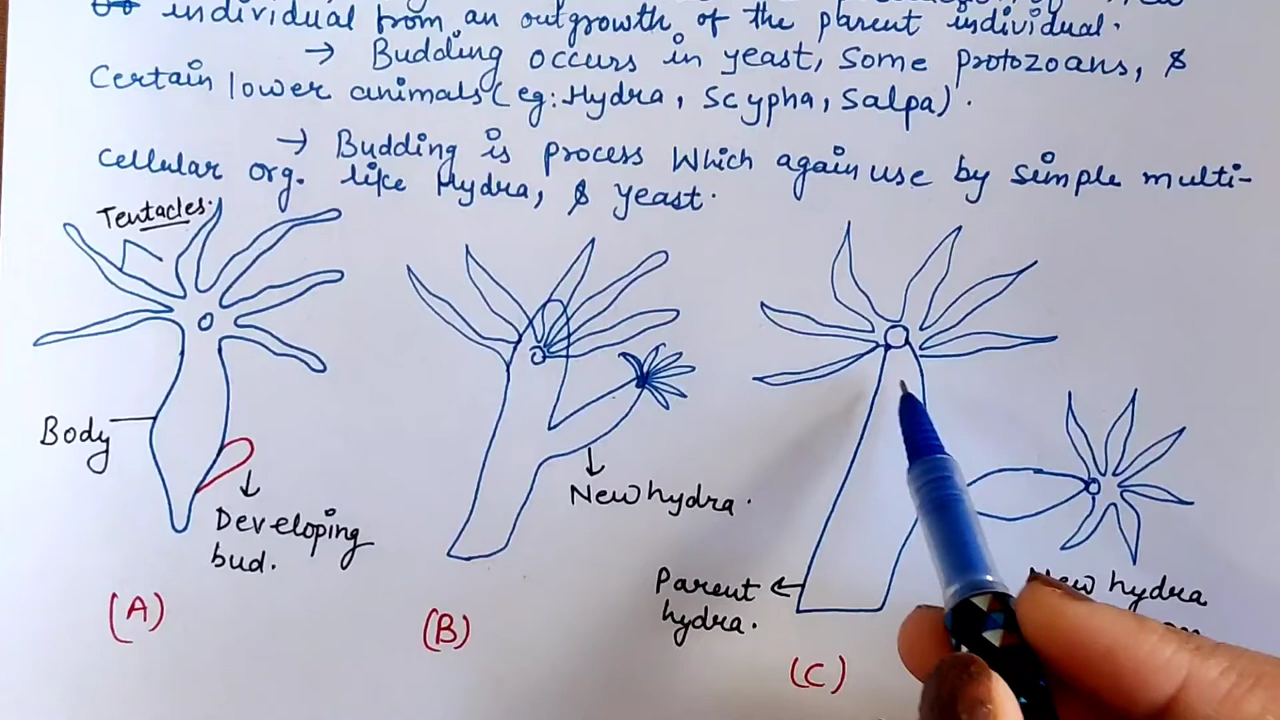 individual from an outgrowth of the parent individual.
→ Budding occurs in yeast, Some Protozoans, &
Certain lower animals (eg: Hydra, Scypha, Salpa).
→ Budding is process Which again use by simple multi-
cellular org. like Hydra, & yeast.
Tentacles.
Body
Developing
bud.
(A)
New hydra.
(B)
Parent
hydra.
New hydra
(C)